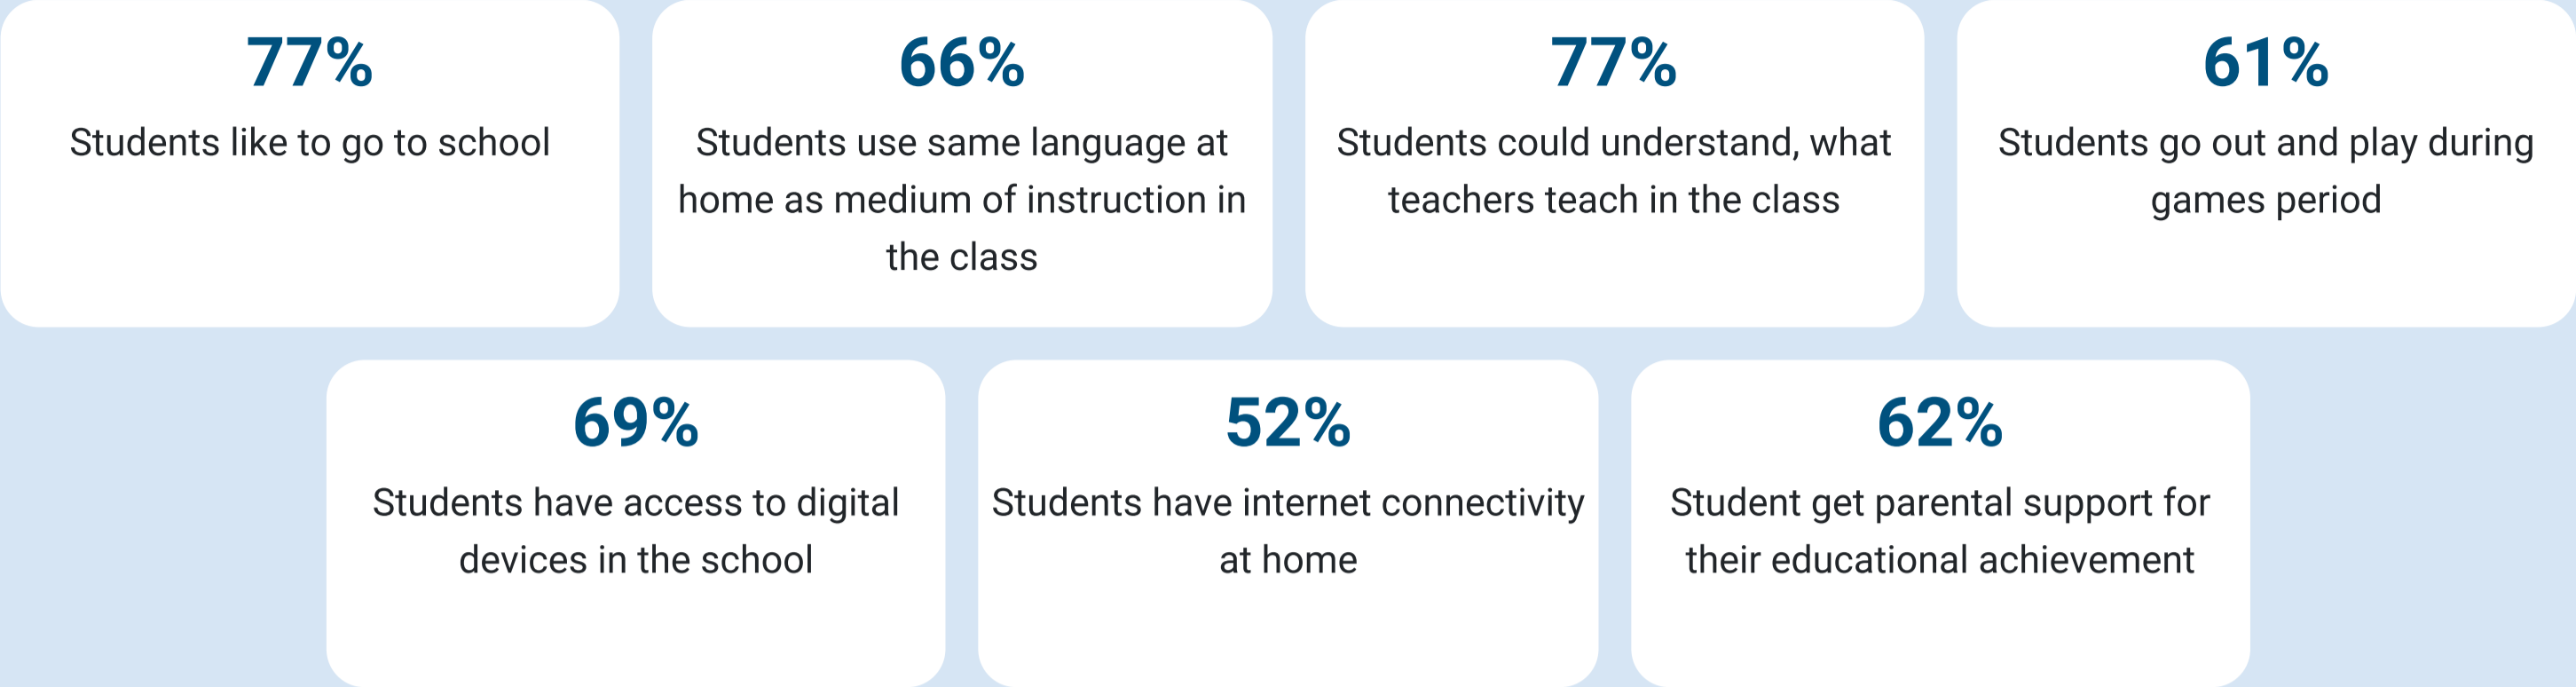 77%
Students like to go to school
66%
Students use same language at
home as medium of instruction in
the class
77%
Students could understand, what
teachers teach in the class
61%
Students go out and play during
games period
69%
Students have access to digital
devices in the school
52%
Students have internet connectivity
at home
62%
Student get parental support for
their educational achievement